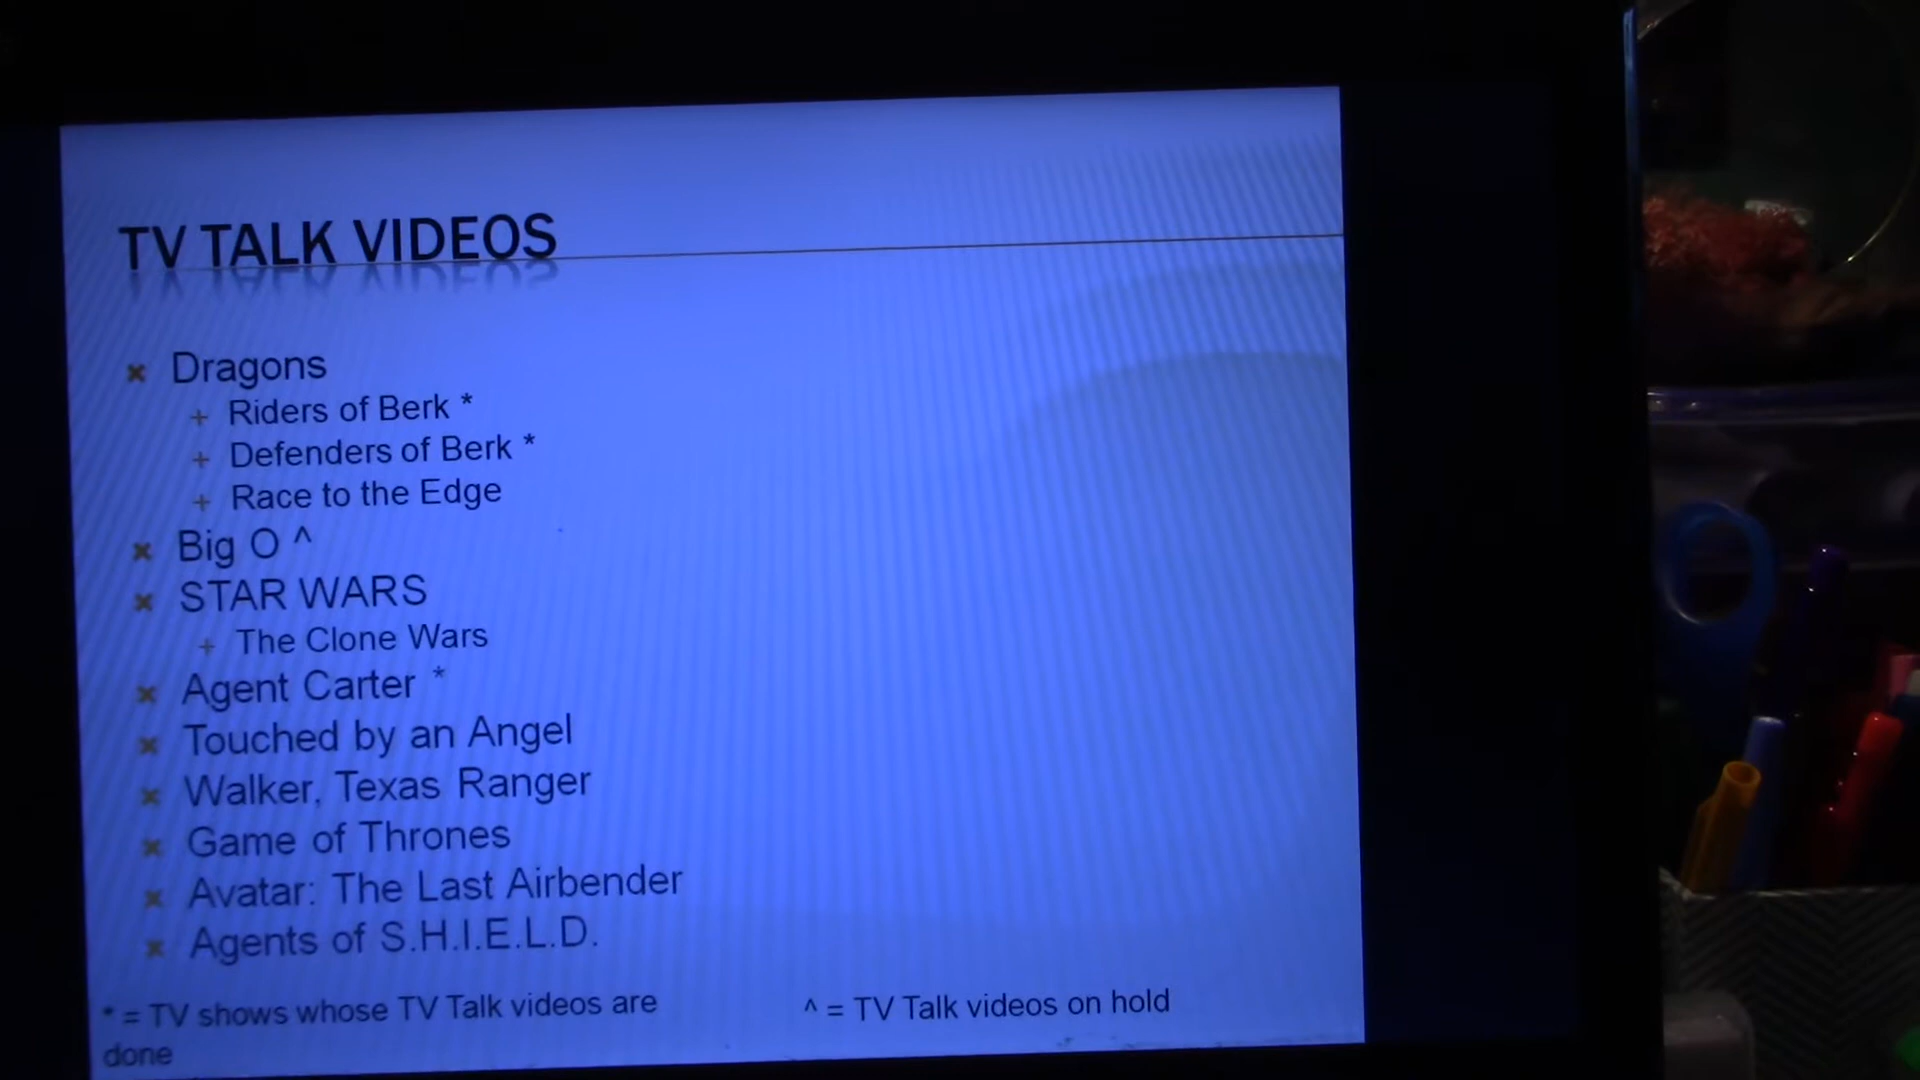 TV TALK VIDEOS
Dragons
Riders of Berk *
Defenders of Berk *
Race to the Edge
Big O ^
STAR WARS
The Clone Wars
Agent Carter *
Touched by an Angel
Walker, Texas Ranger
Game of Thrones
Avatar: The Last Airbender
Agents of S.H.I.E.L.D.
* = TV shows whose TV Talk videos are
done
^ = TV Talk videos on hold